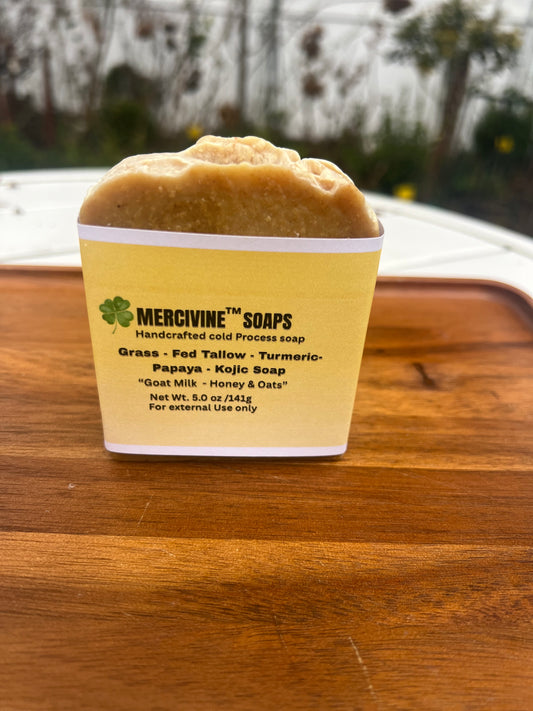 MERCIVINE™ SOAPS
Handcrafted cold Process soap
Grass - Fed Tallow - Turmeric-
Papaya - Kojic Soap
"Goat Milk - Honey & Oats"
Net Wt. 5.0 oz /141g
For external Use only